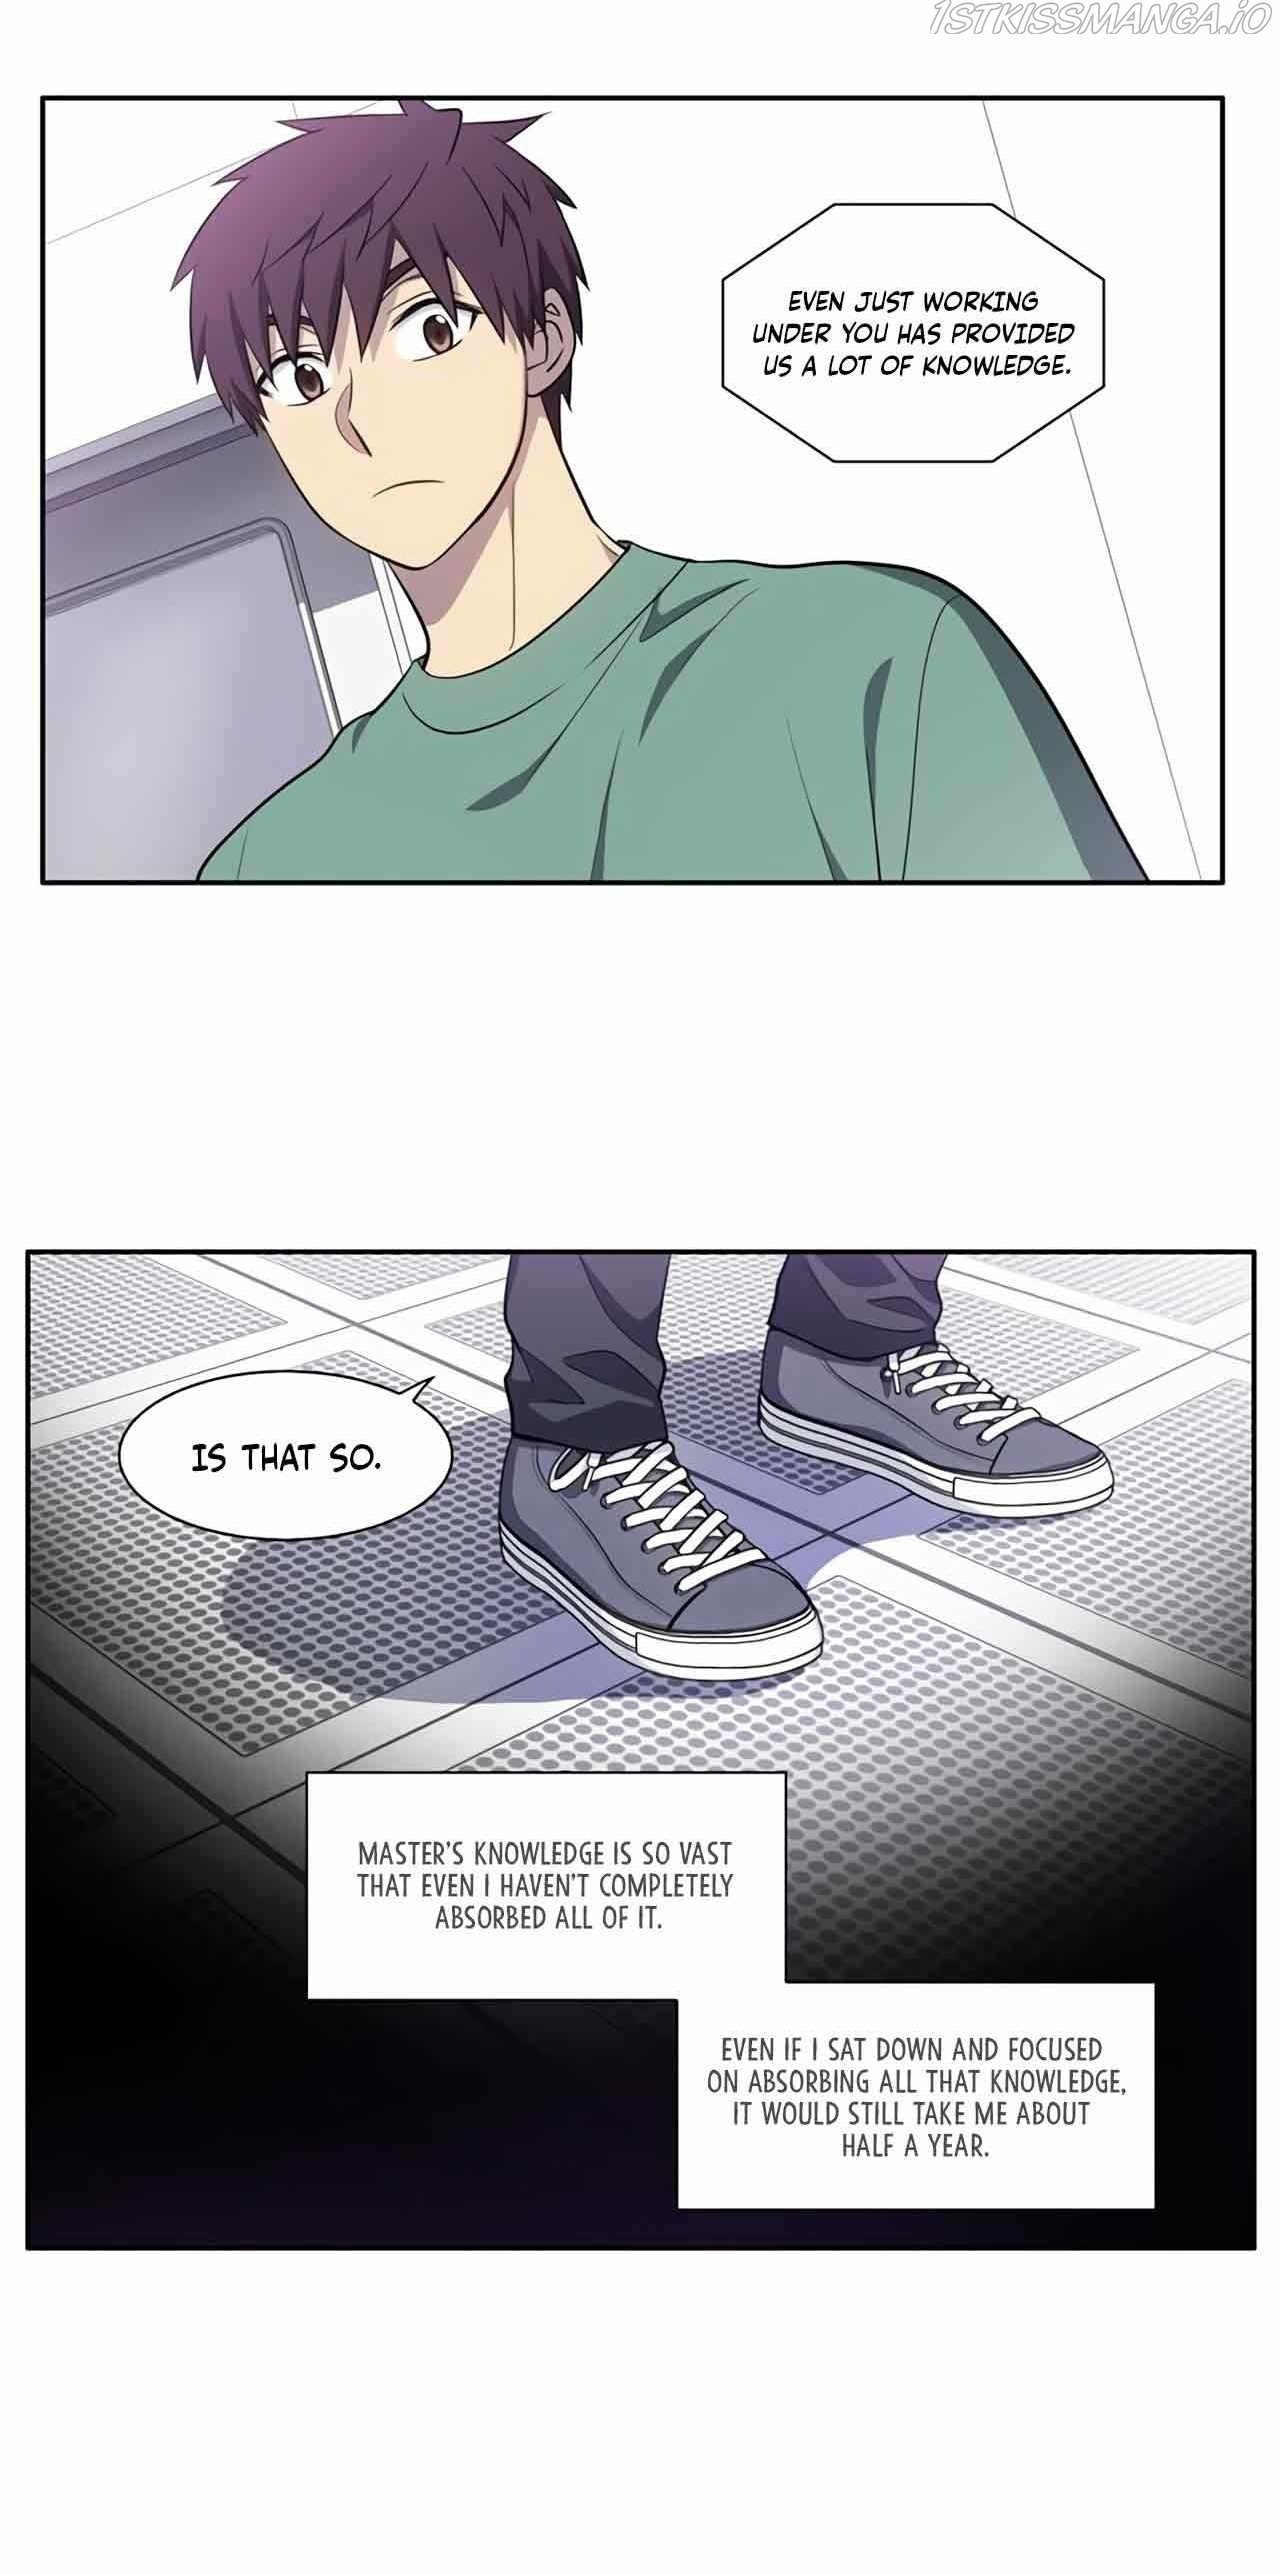 1STKISSMANGA.IO
EVEN JUST WORKING
UNDER YOU HAS PROVIDED
US A LOT OF KNOWLEDGE.
IS THAT SO.
MASTER'S KNOWLEDGE IS SO VAST
THAT EVEN I HAVEN'T COMPLETELY
ABSORBED ALL OF IT.
EVEN IF I SAT DOWN AND FOCUSED
ON ABSORBING ALL THAT KNOWLEDGE,
IT WOULD STILL TAKE ME ABOUT
HALF A YEAR.